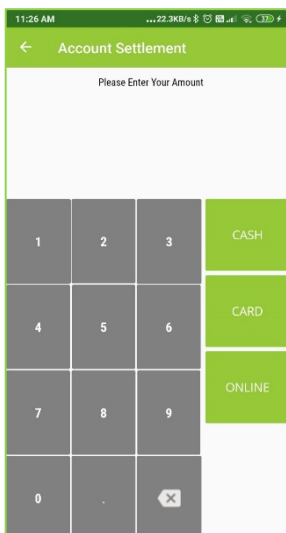 11:26 AM ...22.3KB/s 37
Account Settlement
Please Enter Your Amount
1 2 3 CASH
4 5 6 CARD
7 8 9 ONLINE
0 .